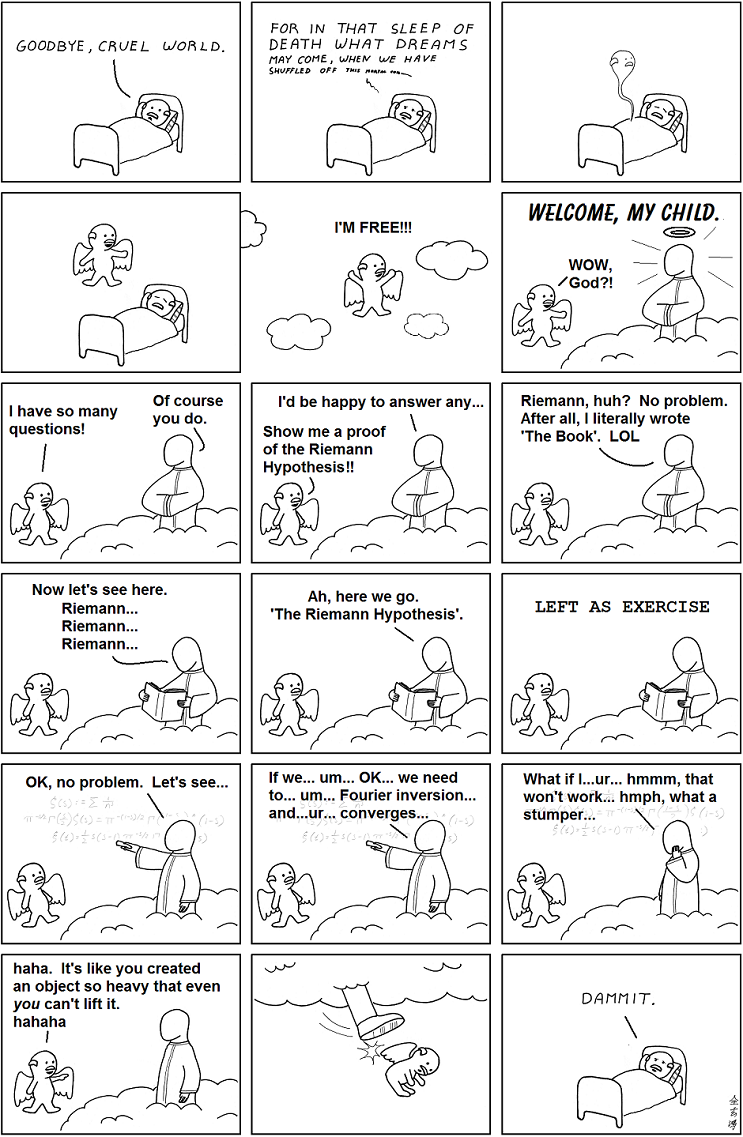 GOODBYE, CRUEL WORLD.
FOR IN THAT SLEEP OF
DEATH WHAT DREAMS
MAY COME, WHEN WE HAVE
SHUFFLED OFF THIS MORTAL COIL
I'M FREE!!!
WELCOME, MY CHILD.
WOW,
God?!
I have so many
questions!
Of course
you do.
I'd be happy to answer any...
Show me a proof
of the Riemann
Hypothesis!!
Riemann, huh?  No problem.
After all, I literally wrote
'The Book'.  LOL
Now let's see here.
Riemann...
Riemann...
Riemann...
Ah, here we go.
'The Riemann Hypothesis'.
LEFT AS EXERCISE
OK, no problem.  Let's see...
If we... um... OK... we need
to... um... Fourier inversion...
and...ur... converges...
What if I...ur... hmmm, that
won't work... hmph, what a
stumper...
haha.  It's like you created
an object so heavy that even
you can't lift it.
hahaha
DAMMIT.